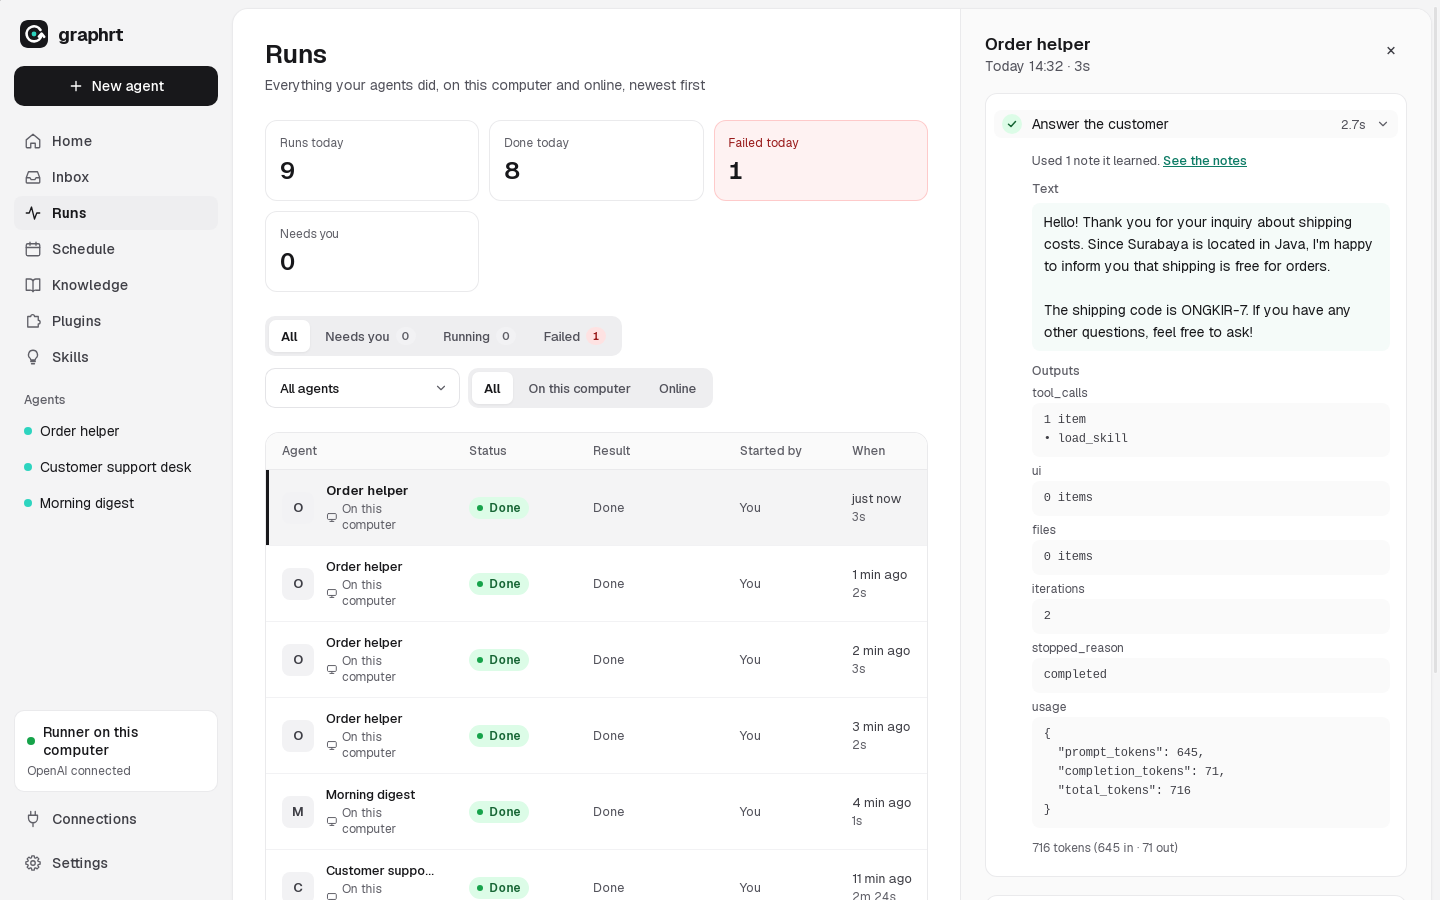 graphrt
New agent
Home
Inbox
Runs
Schedule
Knowledge
Plugins
Skills
Agents
Order helper
Customer support desk
Morning digest
Runner on this
computer
OpenAI connected
Connections
Settings
Runs
Everything your agents did, on this computer and online, newest first
Runs today
9
Done today
8
Failed today
1
Needs you
0
All
Needs you 0
Running 0
Failed 1
All agents
All
On this computer
Online
Agent Status Result Started by When
O
Order helper
On this
computer
Done
Done
You
just now
3s
O
Order helper
On this
computer
Done
Done
You
1 min ago
2s
O
Order helper
On this
computer
Done
Done
You
2 min ago
3s
O
Order helper
On this
computer
Done
Done
You
3 min ago
2s
M
Morning digest
On this
computer
Done
Done
You
4 min ago
1s
C
Customer suppo...
On this
Done
Done
You
11 min ago
2m 24s
Order helper
Today 14:32 · 3s
Answer the customer 2.7s
Used 1 note it learned. See the notes
Text
Hello! Thank you for your inquiry about shipping
costs. Since Surabaya is located in Java, I'm happy
to inform you that shipping is free for orders.
The shipping code is ONGKIR-7. If you have any
other questions, feel free to ask!
Outputs
tool_calls
1 item
• load_skill
ui
0 items
files
0 items
iterations
2
stopped_reason
completed
usage
{
"prompt_tokens": 645,
"completion_tokens": 71,
"total_tokens": 716
}
716 tokens (645 in · 71 out)